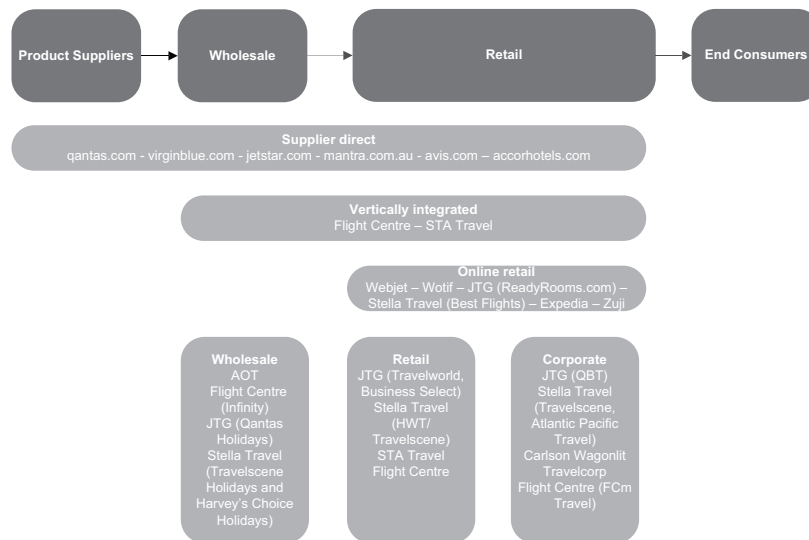 Product Suppliers
Wholesale
Retail
End Consumers
Supplier direct
qantas.com - virginblue.com - jetstar.com - mantra.com.au - avis.com – accorhotels.com
Vertically integrated
Flight Centre – STA Travel
Online retail
Webjet – Wotif – JTG (ReadyRooms.com) –
Stella Travel (Best Flights) – Expedia – Zuji
Wholesale
AOT
Flight Centre
(Infinity)
JTG (Qantas
Holidays)
Stella Travel
(Travelscene
Holidays and
Harvey's Choice
Holidays)
Retail
JTG (Travelworld,
Business Select)
Stella Travel
(HWT/
Travelscene)
STA Travel
Flight Centre
Corporate
JTG (QBT)
Stella Travel
(Travelscene,
Atlantic Pacific
Travel)
Carlson Wagonlit
Travelcorp
Flight Centre (FCm
Travel)